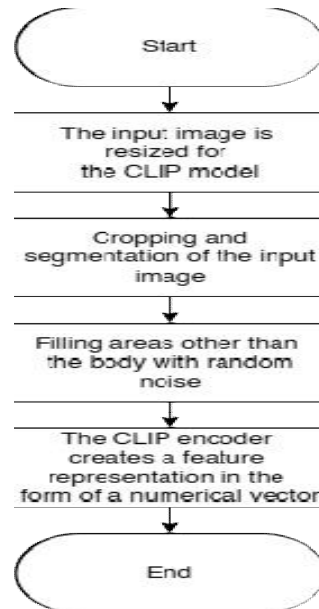 Start
The input image is
resized for
the CLIP model
Cropping and
segmentation of the input
image
Filling areas other than
the body with random
noise
The CLIP encoder
creates a feature
representation in the
form of a numerical vector
End